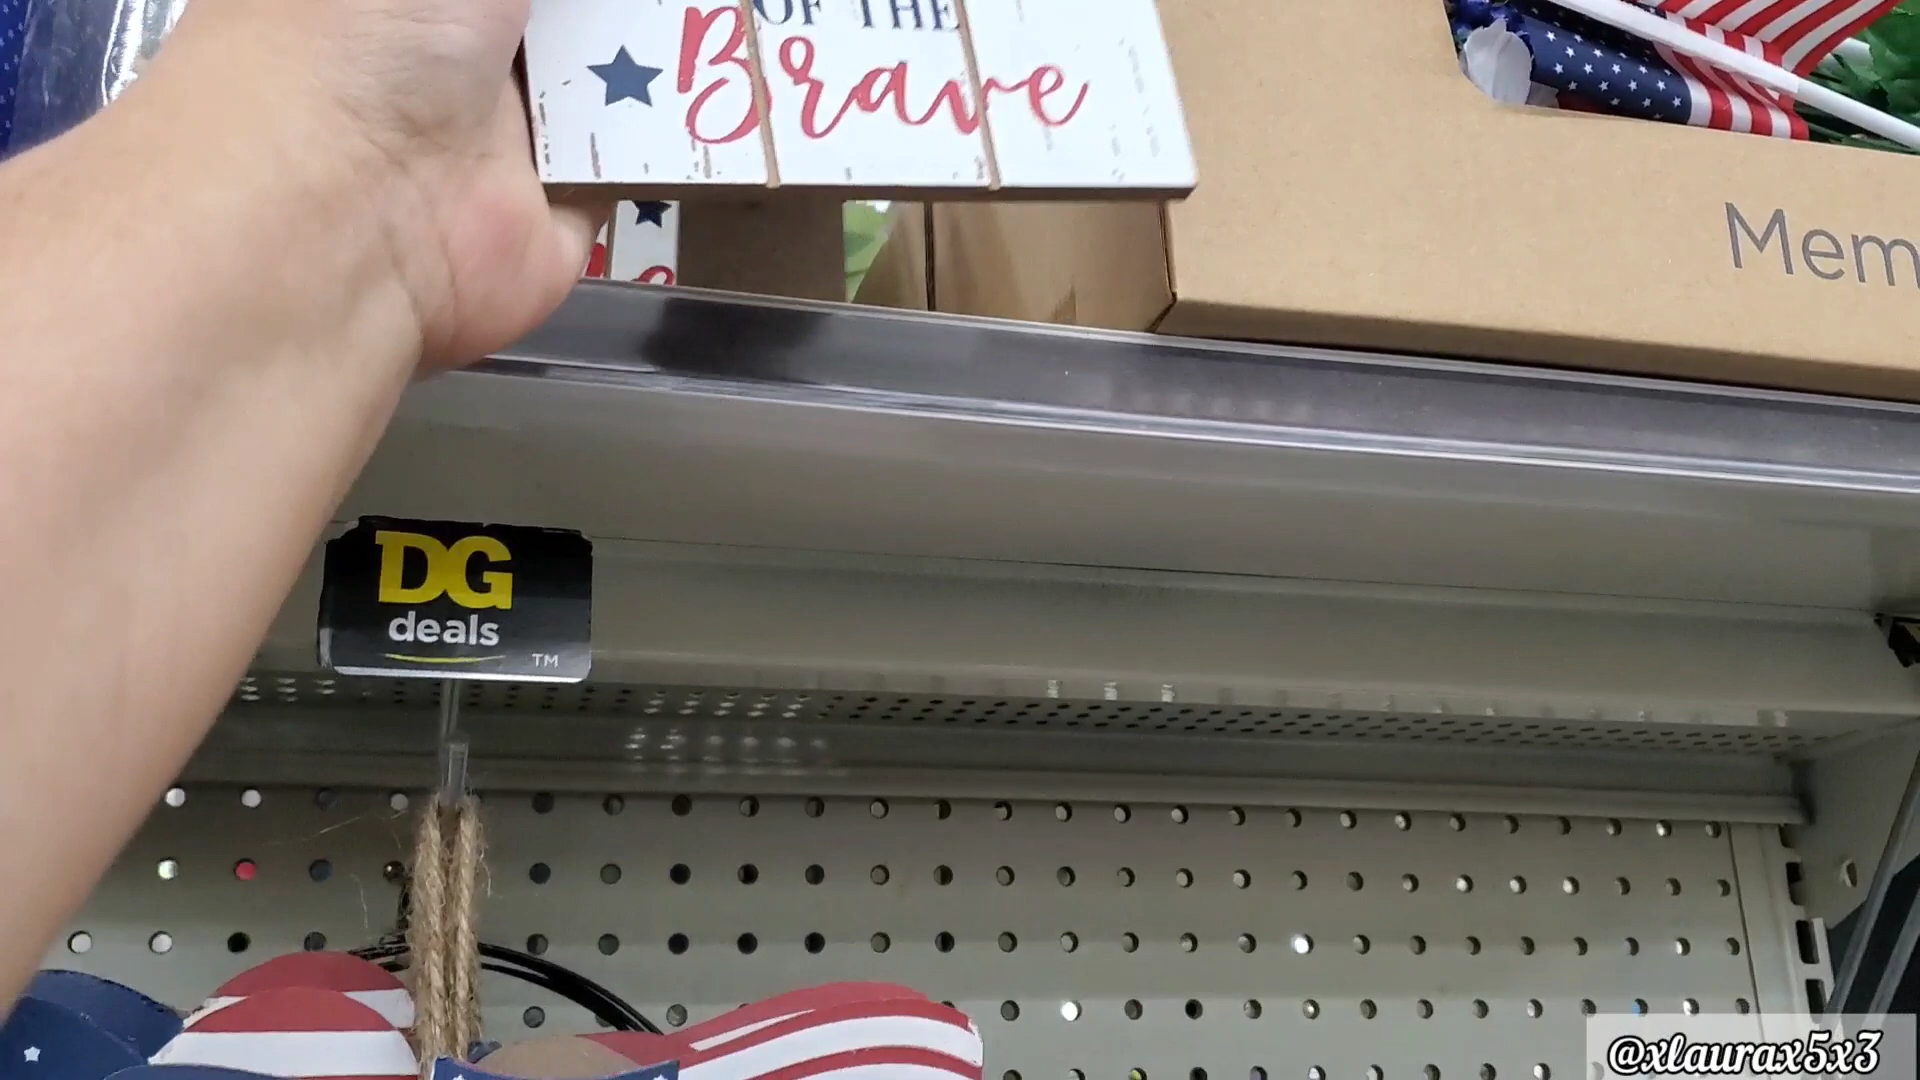 OF THE
Brave
Mem
DG
deals
TM
@xlaurax5x3